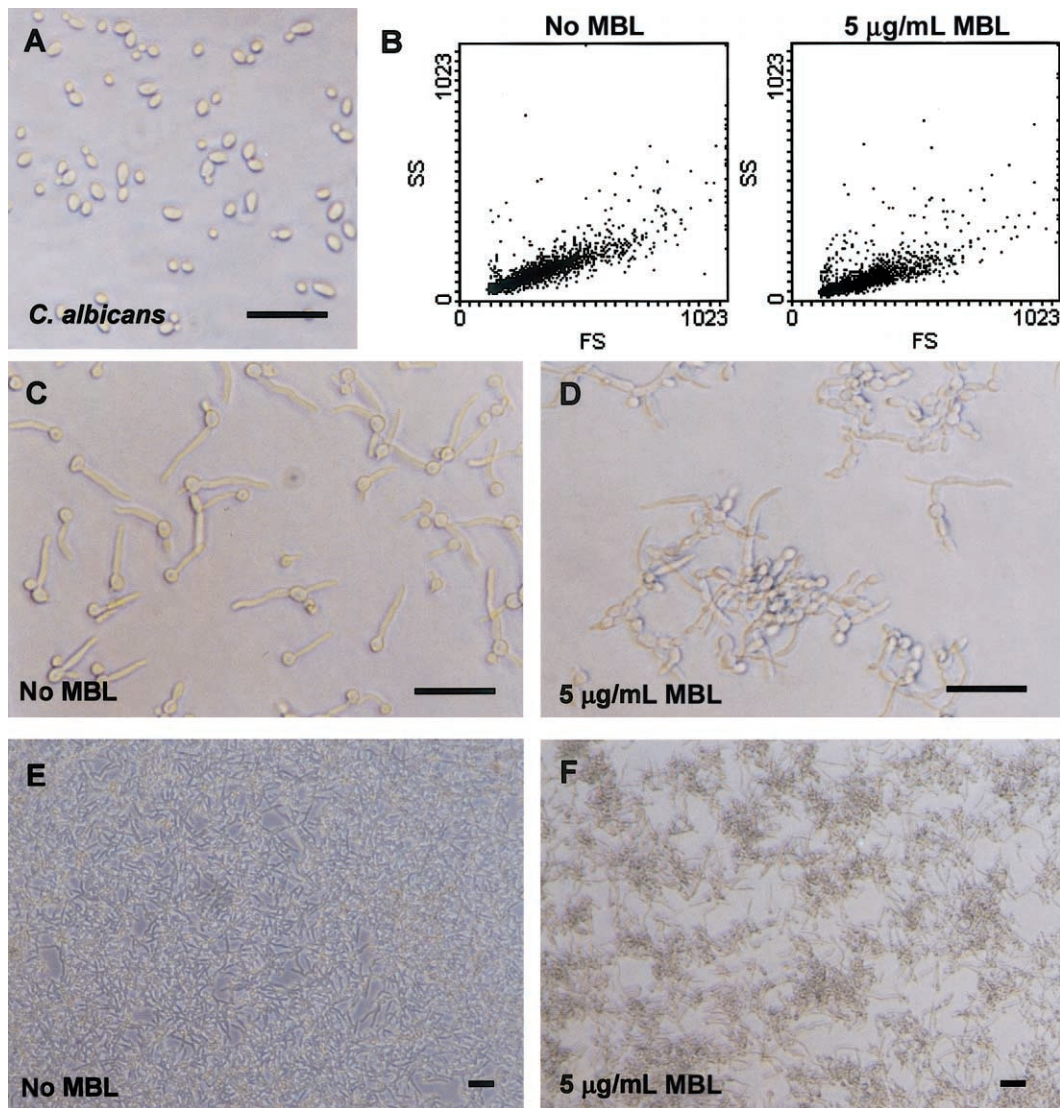 A
C. albicans
B
No MBL
5 μg/mL MBL
1023
SS
0
0
1023
FS
1023
SS
0
0
1023
FS
C
No MBL
D
5 μg/mL MBL
E
No MBL
F
5 μg/mL MBL